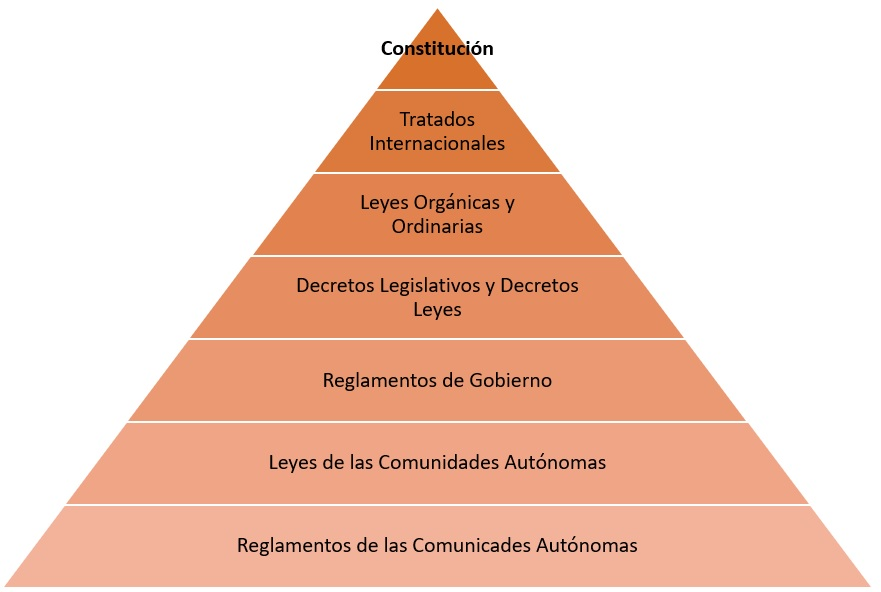 Constitución
Tratados
Internacionales
Leyes Orgánicas y
Ordinarias
Decretos Legislativos y Decretos
Leyes
Reglamentos de Gobierno
Leyes de las Comunidades Autónomas
Reglamentos de las Comunicades Autónomas